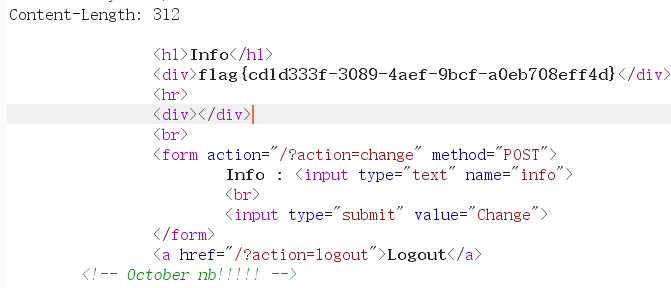 Content-Length: 312
<h1>Info</h1>
<div>flag{cd1d333f-3089-4aef-9bcf-a0eb708eff4d}</div>
<hr>
<div></div>
<br>
<form action="/?action=change" method="POST">
Info : <input type="text" name="info">
<br>
<input type="submit" value="Change">
</form>
<a href="/?action=logout">Logout</a>
<!-- October nb!!!!! -->